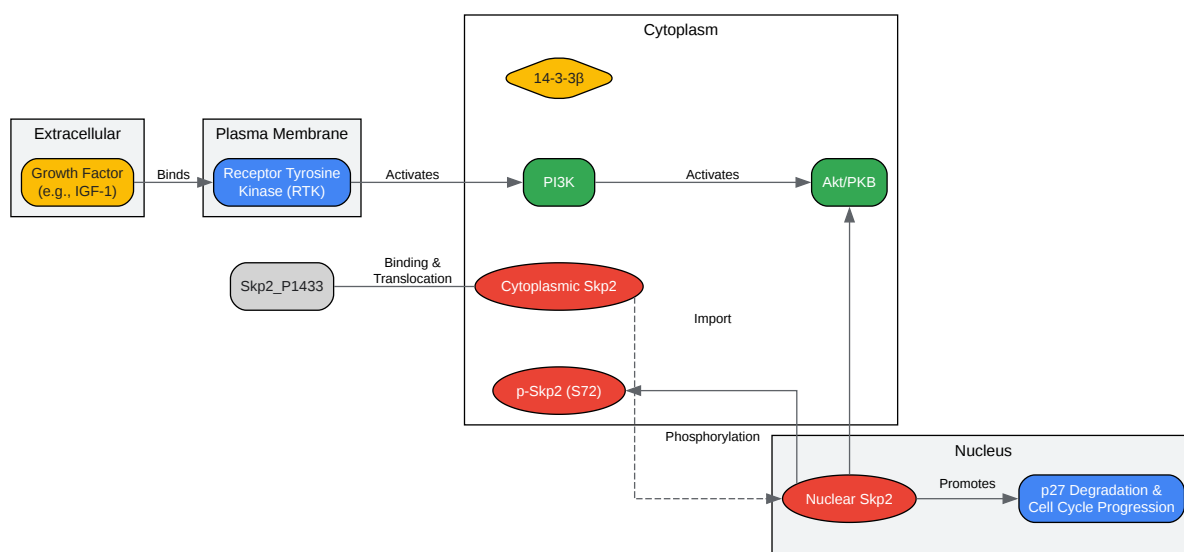 Cytoplasm
14-3-3β
Extracellular
Plasma Membrane
Growth Factor
(e.g., IGF-1)
Binds
Receptor Tyrosine
Kinase (RTK)
Activates
PI3K
Activates
Akt/PKB
Skp2_P1433
Binding &
Translocation
Cytoplasmic Skp2
Import
p-Skp2 (S72)
Phosphorylation
Nucleus
Nuclear Skp2
Promotes
p27 Degradation &
Cell Cycle Progression